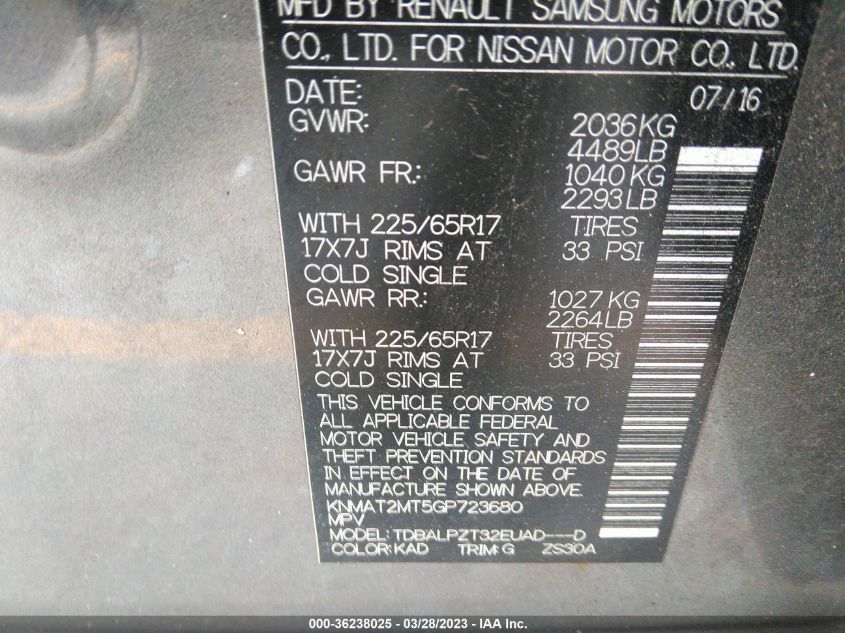 MFD BY RENAULT SAMSUNG MOTORS
CO., LTD. FOR NISSAN MOTOR CO., LTD.
DATE: 07/16
GVWR: 2036KG
4489LB
GAWR FR.: 1040KG
2293LB
WITH 225/65R17 TIRES
17X7J RIMS AT 33 PSI
COLD SINGLE
GAWR RR.: 1027KG
2264LB
WITH 225/65R17 TIRES
17X7J RIMS AT 33 PSI
COLD SINGLE
THIS VEHICLE CONFORMS TO
ALL APPLICABLE FEDERAL
MOTOR VEHICLE SAFETY AND
THEFT PREVENTION STANDARDS
IN EFFECT ON THE DATE OF
MANUFACTURE SHOWN ABOVE.
KNMAT2MT5GP723680
MPV
MODEL: TDBALPZT32EUAD---D
COLOR: KAD TRIM: G ZS30A
000-36238025 - 03/28/2023 - IAA Inc.